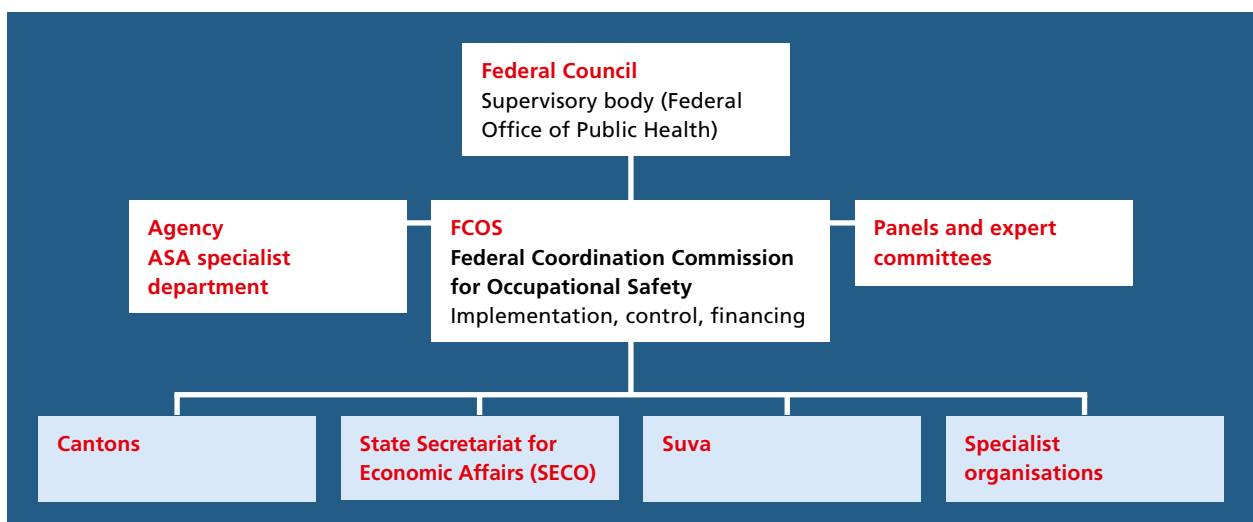 Federal Council
Supervisory body (Federal
Office of Public Health)
Agency
ASA specialist
department
FCOS
Federal Coordination Commission
for Occupational Safety
Implementation, control, financing
Panels and expert
committees
Cantons
State Secretariat for
Economic Affairs (SECO)
Suva
Specialist
organisations